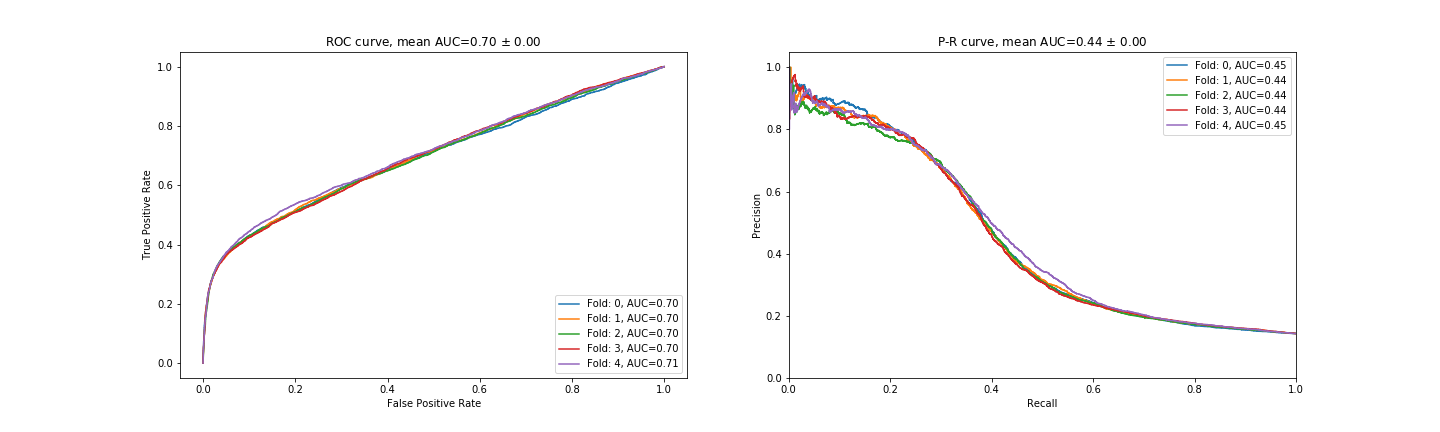 ROC curve, mean AUC=0.70 ± 0.00
1.0
0.8
0.6
0.4
0.2
0.0
True Positive Rate
0.0 0.2 0.4 0.6 0.8 1.0
False Positive Rate
Fold: 0, AUC=0.70
Fold: 1, AUC=0.70
Fold: 2, AUC=0.70
Fold: 3, AUC=0.70
Fold: 4, AUC=0.71
P-R curve, mean AUC=0.44 ± 0.00
1.0
0.8
0.6
0.4
0.2
0.0
Precision
0.0 0.2 0.4 0.6 0.8 1.0
Recall
Fold: 0, AUC=0.45
Fold: 1, AUC=0.44
Fold: 2, AUC=0.44
Fold: 3, AUC=0.44
Fold: 4, AUC=0.45